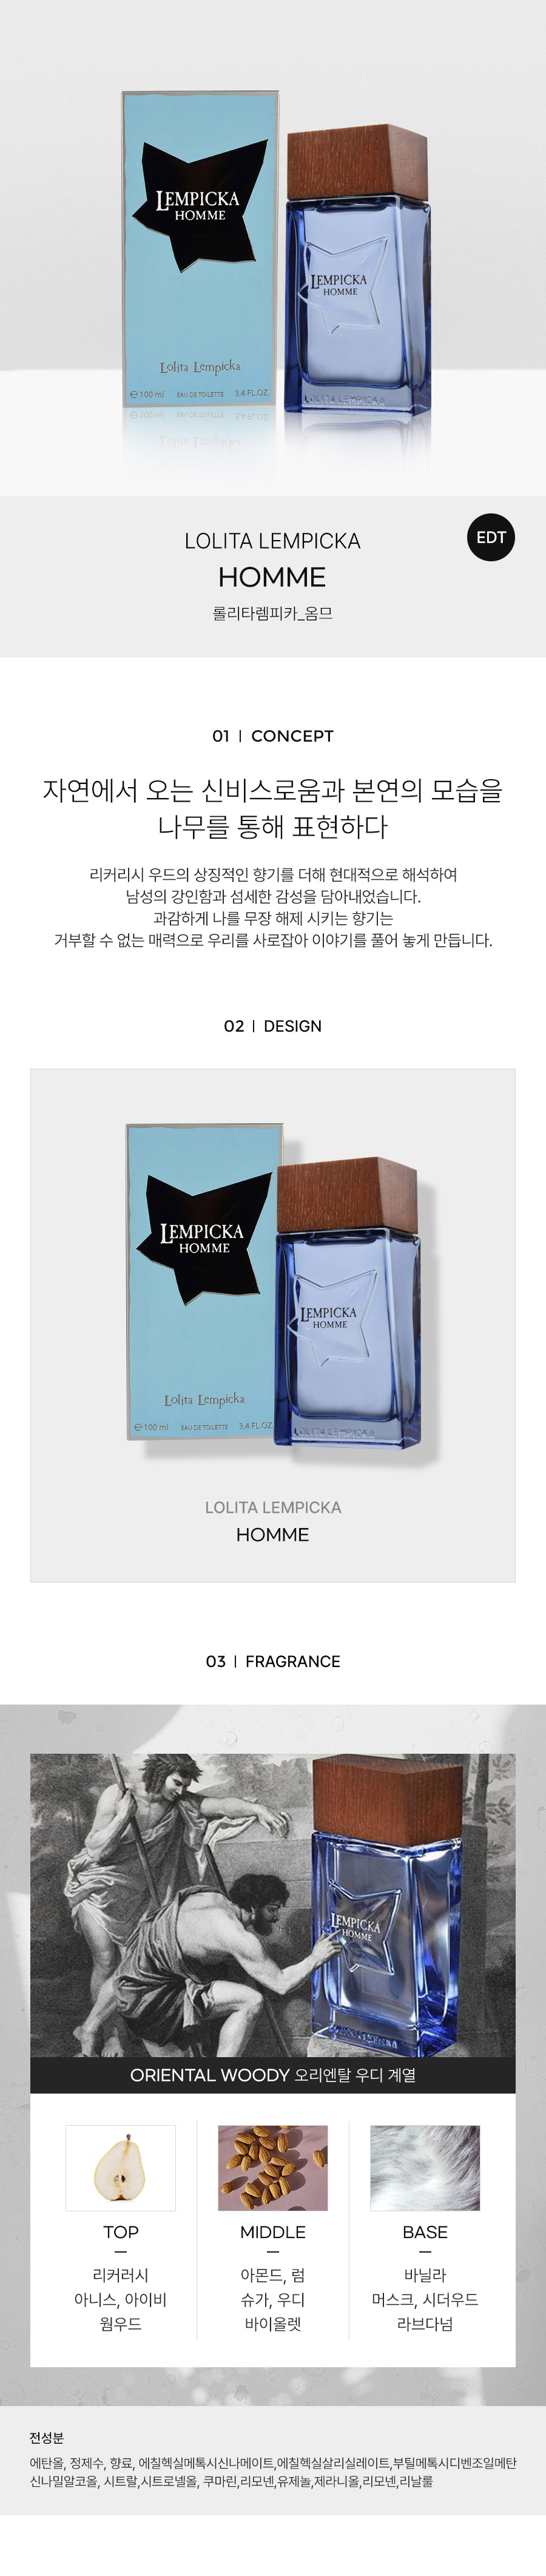 LEMPICKA
HOMME
Lolita Lempicka
℮ 100 ml EAU DE TOILETTE 3.4 FL.OZ.
LEMPICKA
HOMME
LOLITA LEMPICKA
EDT
LOLITA LEMPICKA
HOMME
롤리타렘피카_옴므
01 | CONCEPT
자연에서 오는 신비스로움과 본연의 모습을
나무를 통해 표현하다
리커리시 우드의 상징적인 향기를 더해 현대적으로 해석하여
남성의 강인함과 섬세한 감성을 담아내었습니다.
과감하게 나를 무장 해제 시키는 향기는
거부할 수 없는 매력으로 우리를 사로잡아 이야기를 풀어 놓게 만듭니다.
02 | DESIGN
LEMPICKA
HOMME
Lolita Lempicka
℮ 100 ml EAU DE TOILETTE 3.4 FL.OZ.
LEMPICKA
HOMME
LOLITA LEMPICKA
LOLITA LEMPICKA
HOMME
03 | FRAGRANCE
LEMPICKA
HOMME
LOLITA LEMPICKA
ORIENTAL WOODY 오리엔탈 우디 계열
TOP
리커러시
아니스, 아이비
웜우드
MIDDLE
아몬드, 럼
슈가, 우디
바이올렛
BASE
바닐라
머스크, 시더우드
라브다넘
전성분
에탄올, 정제수, 향료, 에칠헥실메톡시신나메이트,에칠헥실살리실레이트,부틸메톡시디벤조일메탄
신나밀알코올, 시트랄,시트로넬올, 쿠마린,리모넨,유제놀,제라니올,리모넨,리날룰